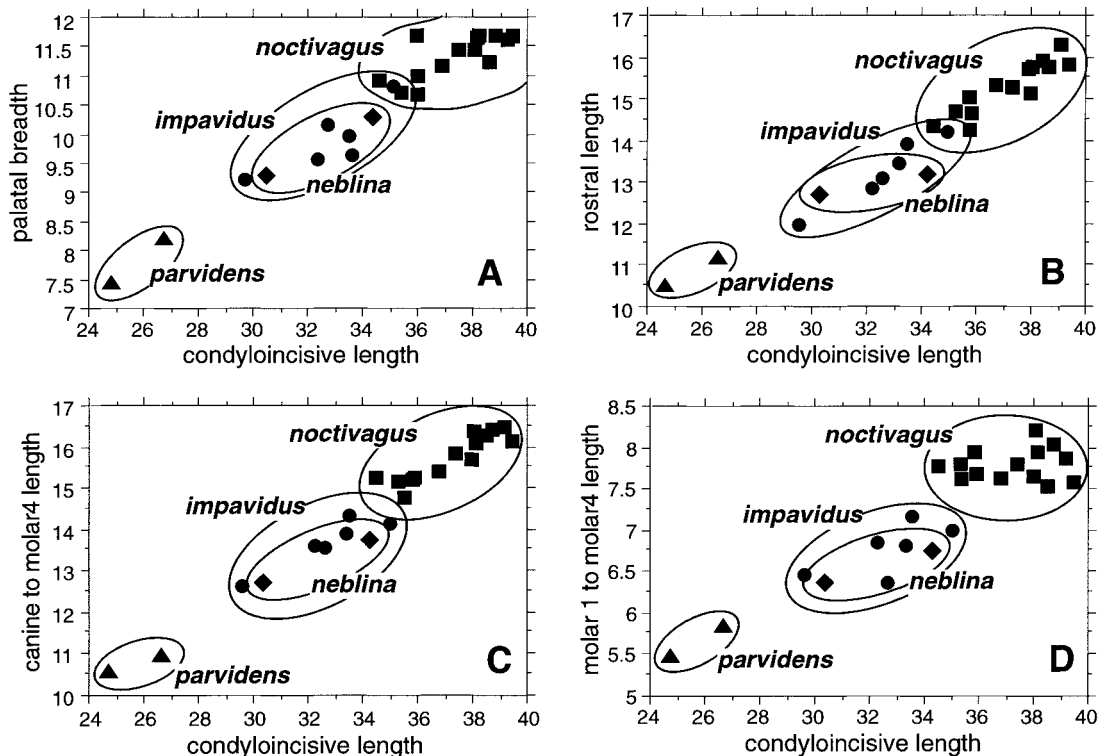 palatal breadth
12
11.5
11
10.5
10
9.5
9
8.5
8
7.5
7
noctivagus
impavidus
neblina
parvidens
A
24 26 28 30 32 34 36 38 40
condyloincisive length
rostral length
17
16
15
14
13
12
11
10
noctivagus
impavidus
neblina
parvidens
B
24 26 28 30 32 34 36 38 40
condyloincisive length
canine to molar4 length
17
16
15
14
13
12
11
10
noctivagus
impavidus
neblina
parvidens
C
24 26 28 30 32 34 36 38 40
condyloincisive length
molar 1 to molar4 length
8.5
8
7.5
7
6.5
6
5.5
5
noctivagus
impavidus
neblina
parvidens
D
24 26 28 30 32 34 36 38 40
condyloincisive length